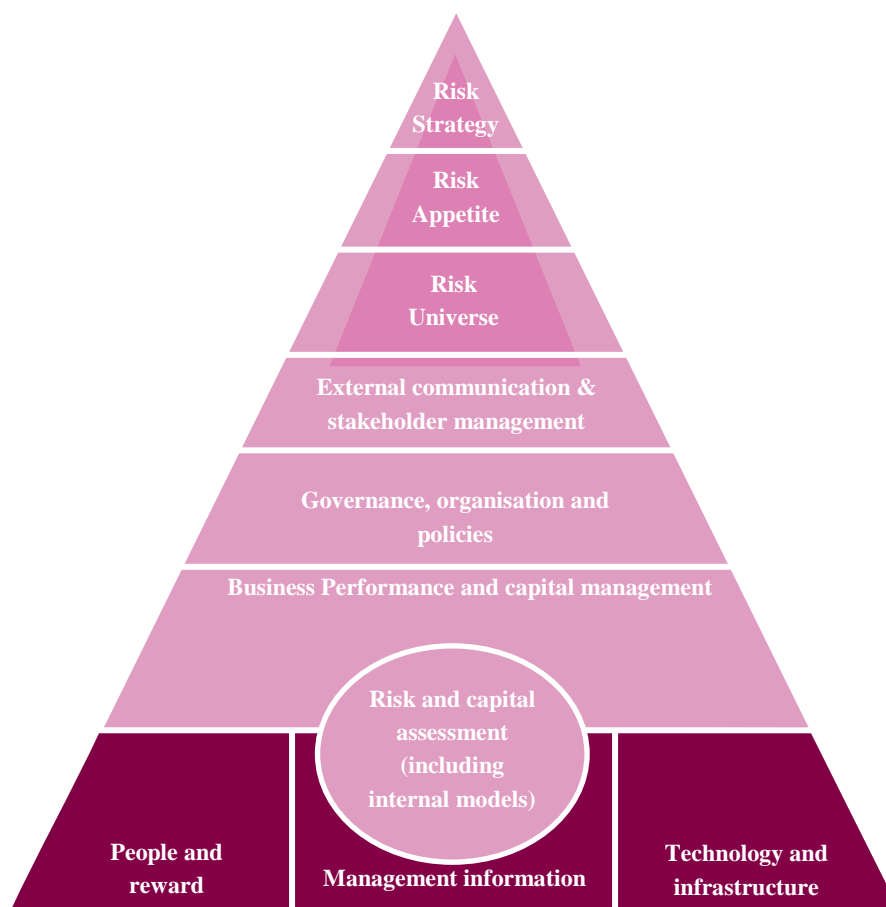 Risk
Strategy
Risk
Appetite
Risk
Universe
External communication &
stakeholder management
Governance, organisation and
policies
Business Performance and capital management
Risk and capital
assessment
(including
internal models)
People and
reward
Management information
Technology and
infrastructure